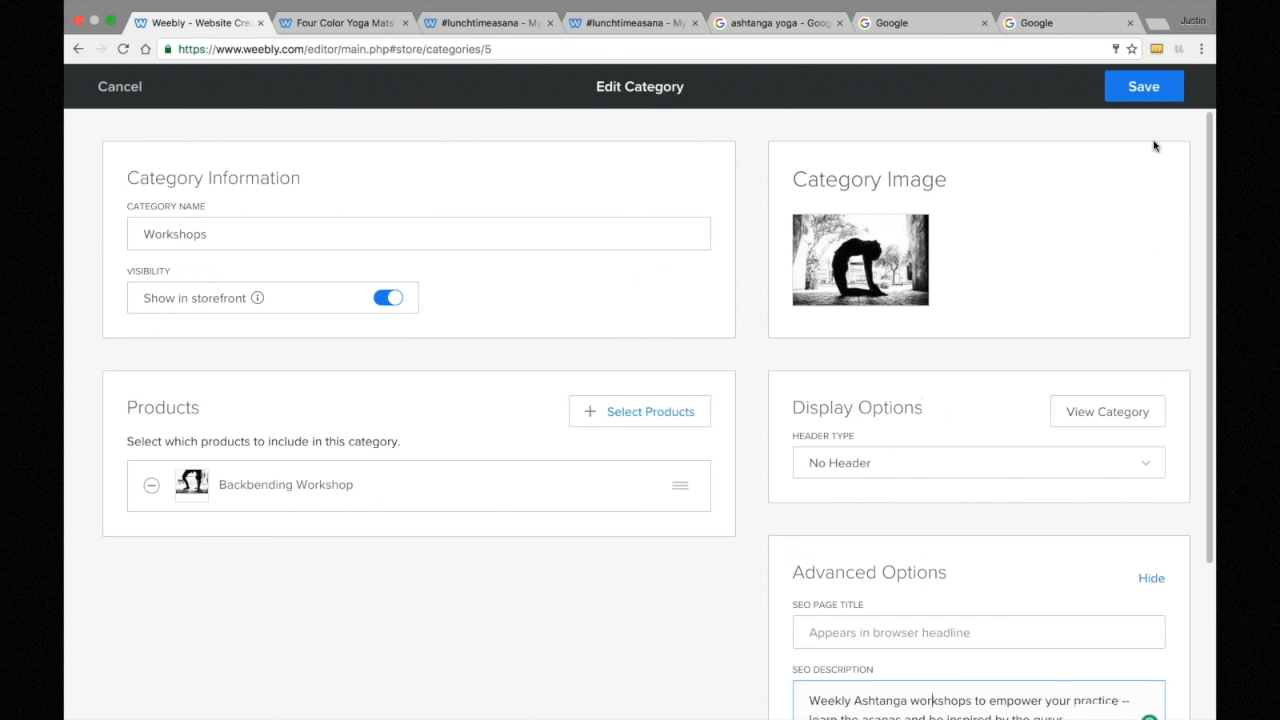 Weebly - Website Crea
Four Color Yoga Mats
#lunchtimeasana - My
#lunchtimeasana - My
ashtanga yoga - Goog
Google
Google
Justin
https://www.weebly.com/editor/main.php#store/categories/5
Cancel
Edit Category
Save
Category Information
CATEGORY NAME
Workshops
VISIBILITY
Show in storefront
Category Image
Products
Select Products
Select which products to include in this category.
Backbending Workshop
Display Options
View Category
HEADER TYPE
No Header
Advanced Options
Hide
SEO PAGE TITLE
Appears in browser headline
SEO DESCRIPTION
Weekly Ashtanga workshops to empower your practice --
learn the asanas and be inspired by the gurus